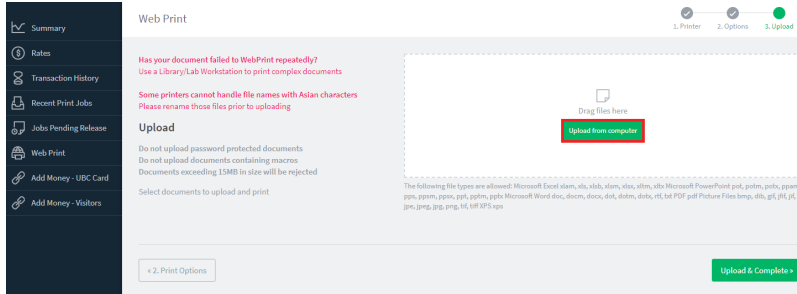 Summary
Rates
Transaction History
Recent Print Jobs
Jobs Pending Release
Web Print
Add Money - UBC Card
Add Money - Visitors
Web Print
1. Printer
2. Options
3. Upload
Has your document failed to WebPrint repeatedly?
Use a Library/Lab Workstation to print complex documents
Some printers cannot handle file names with Asian characters
Please rename those files prior to uploading
Upload
Do not upload password protected documents
Do not upload documents containing macros
Documents exceeding 15MB in size will be rejected
Select documents to upload and print
Drag files here
Upload from computer
The following file types are allowed: Microsoft Excel xlam, xls, xlsb, xlsm, xlsx, xltm, xltx Microsoft PowerPoint pot, potm, potx, ppam,
pps, ppsm, ppsx, ppt, pptm, pptx Microsoft Word doc, docm, docx, dot, dotm, dotx, rtf, txt PDF pdf Picture Files bmp, dib, gif, jfif, jif,
jpe, jpeg, jpg, png, tif, tiff XPS xps
« 2. Print Options
Upload & Complete »